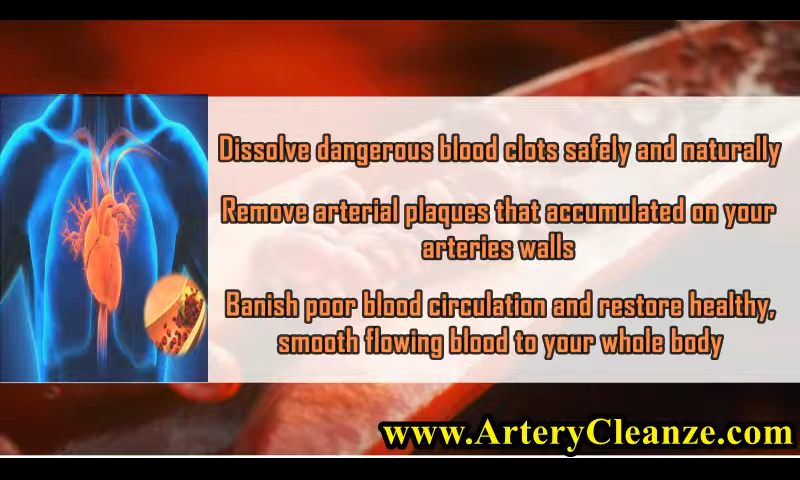 Dissolve dangerous blood clots safely and naturally
Remove arterial plaques that accumulated on your
arteries walls
Banish poor blood circulation and restore healthy,
smooth flowing blood to your whole body
www.ArteryCleanze.com